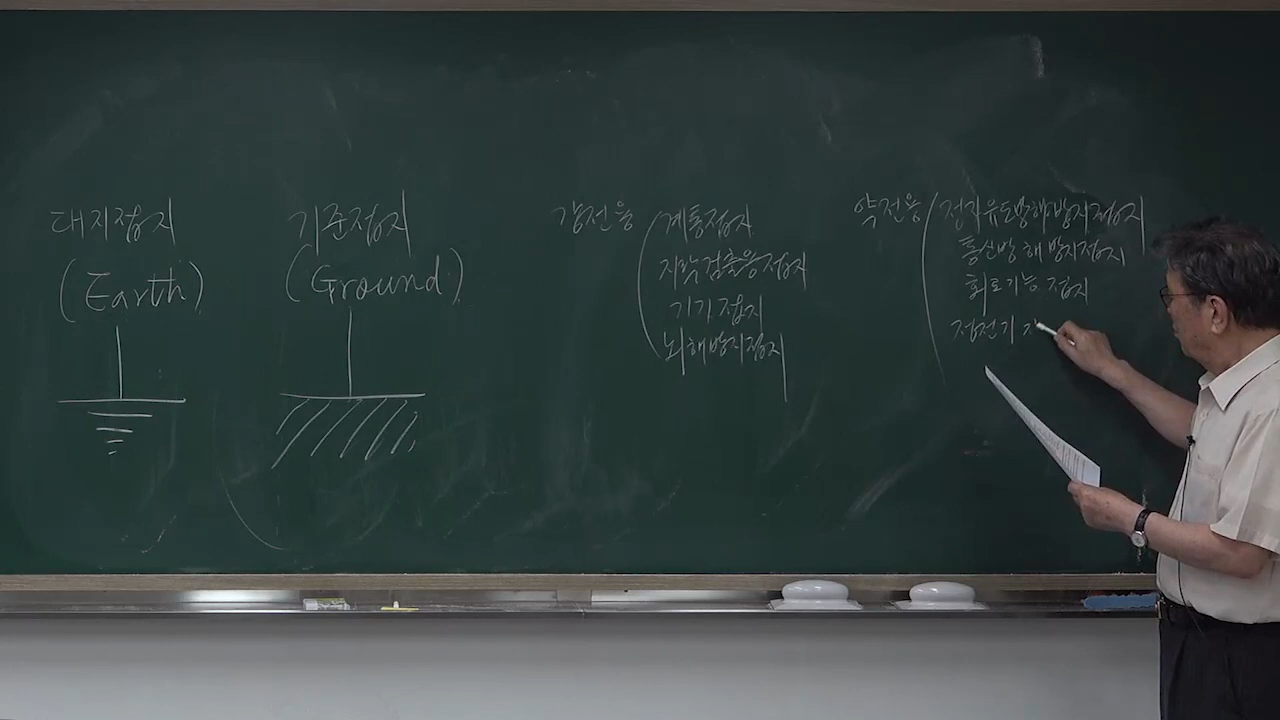 대지접지
(Earth)
기준접지
(Ground)
강전용
계통접지
지락검출용접지
기기접지
뇌해방지접지
약전용
전자유도방해방지접지
통신방해방지접지
회로기능접지
정전기